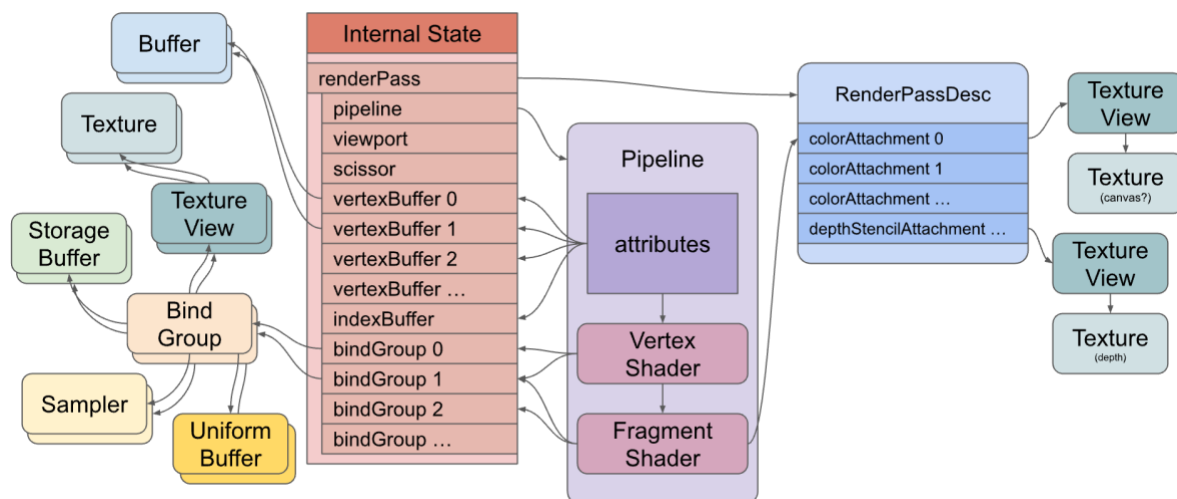 Buffer
Texture
Texture
View
Storage
Buffer
Bind
Group
Sampler
Uniform
Buffer
Internal State
renderPass
pipeline
viewport
scissor
vertexBuffer 0
vertexBuffer 1
vertexBuffer 2
vertexBuffer …
indexBuffer
bindGroup 0
bindGroup 1
bindGroup 2
bindGroup …
Pipeline
attributes
Vertex
Shader
Fragment
Shader
RenderPassDesc
colorAttachment 0
colorAttachment 1
colorAttachment …
depthStencilAttachment …
Texture
View
Texture
(canvas?)
Texture
View
Texture
(depth)